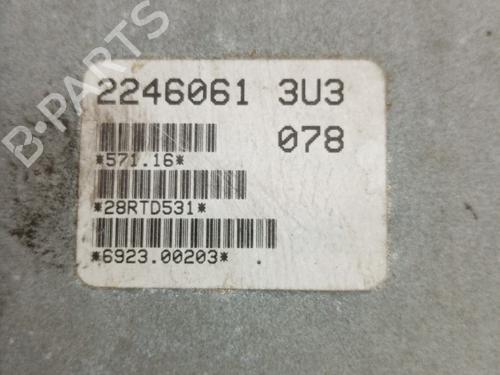 B-PARTS
2246061 3U3
078
*571.16*
*28RTD531*
*6923.00203*